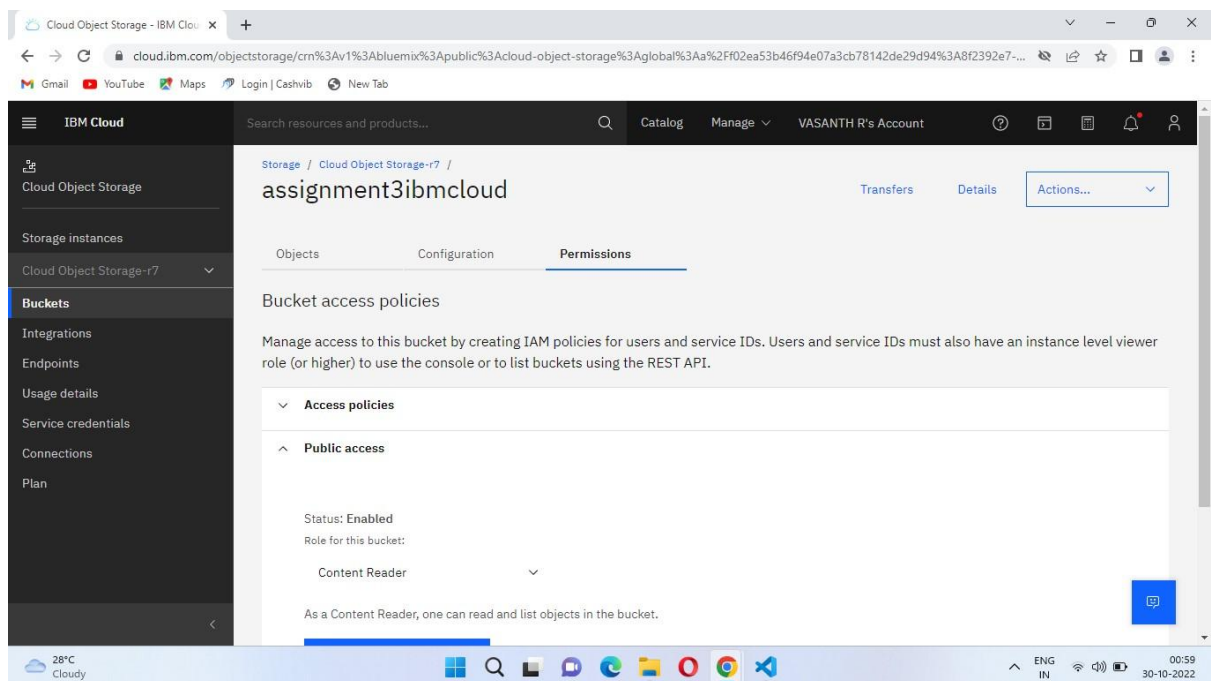 Cloud Object Storage - IBM Clou
cloud.ibm.com/objectstorage/crn%3Av1%3Abluemix%3Apublic%3Acloud-object-storage%3Aglobal%3Aa%2Ff02ea53b46f94e07a3cb78142de29d94%3A8f2392e7-...
Gmail YouTube Maps Login | Cashvib New Tab
IBM Cloud Search resources and products... Catalog Manage VASANTH R's Account
Cloud Object Storage
Storage instances
Cloud Object Storage-r7
Buckets
Integrations
Endpoints
Usage details
Service credentials
Connections
Plan
Storage / Cloud Object Storage-r7 /
assignment3ibmcloud
Transfers Details Actions...
Objects Configuration Permissions
Bucket access policies
Manage access to this bucket by creating IAM policies for users and service IDs. Users and service IDs must also have an instance level viewer
role (or higher) to use the console or to list buckets using the REST API.
Access policies
Public access
Status: Enabled
Role for this bucket:
Content Reader
As a Content Reader, one can read and list objects in the bucket.
28°C
Cloudy
ENG
IN
00:59
30-10-2022